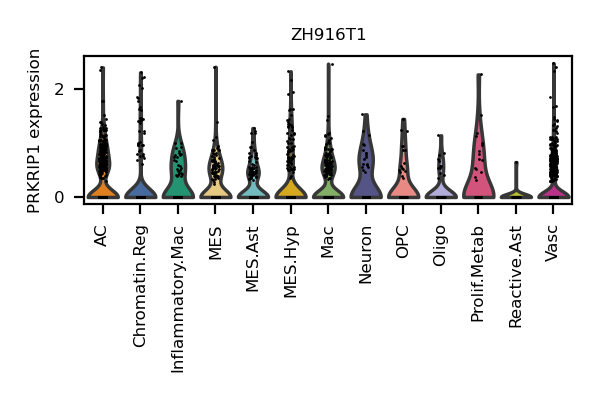 ZH916T1
PRKRIP1 expression
2
0
AC
Chromatin.Reg
Inflammatory.Mac
MES
MES.Ast
MES.Hyp
Mac
Neuron
OPC
Oligo
Prolif.Metab
Reactive.Ast
Vasc